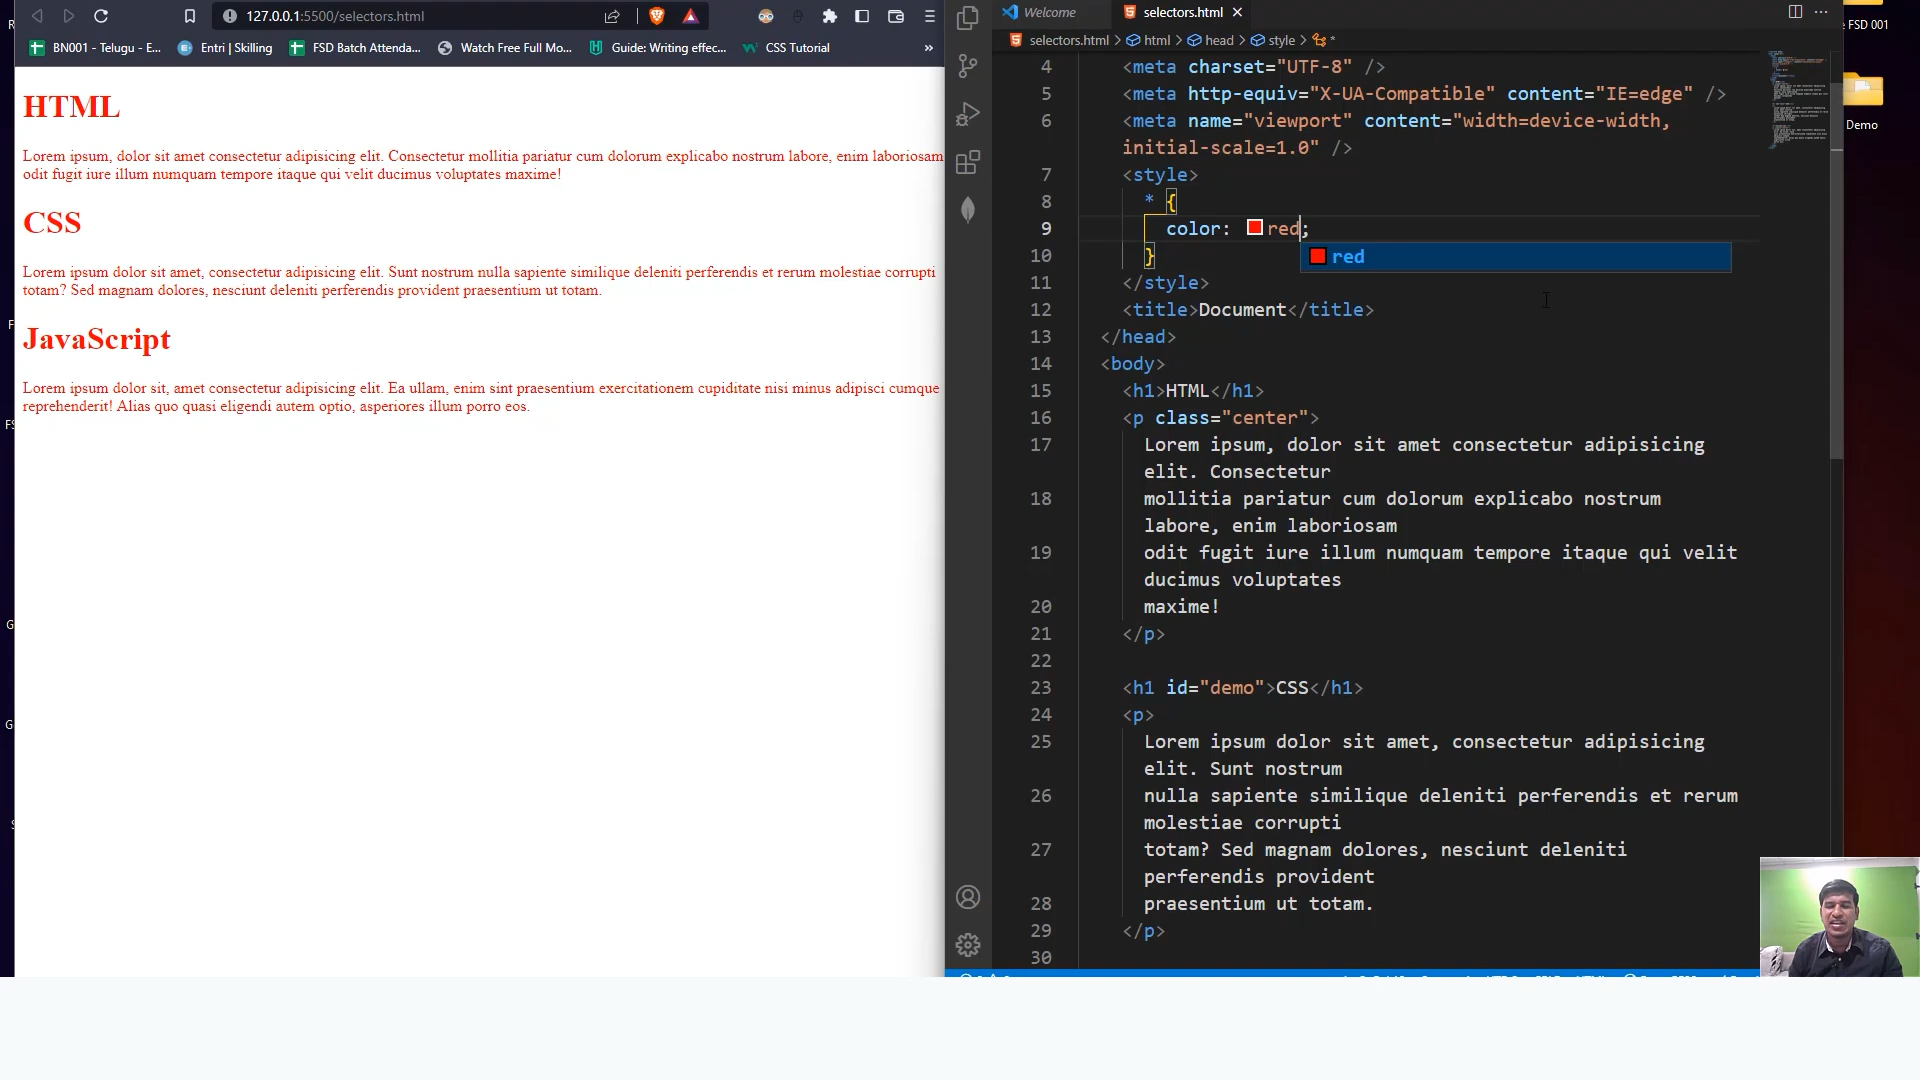 127.0.0.1:5500/selectors.html
BN001 - Telugu - E...
Entri | Skilling
FSD Batch Attenda...
Watch Free Full Mo...
Guide: Writing effec...
CSS Tutorial
»
HTML
Lorem ipsum, dolor sit amet consectetur adipisicing elit. Consectetur mollitia pariatur cum dolorum explicabo nostrum labore, enim laboriosam
odit fugit iure illum numquam tempore itaque qui velit ducimus voluptates maxime!
CSS
Lorem ipsum dolor sit amet, consectetur adipisicing elit. Sunt nostrum nulla sapiente similique deleniti perferendis et rerum molestiae corrupti
totam? Sed magnam dolores, nesciunt deleniti perferendis provident praesentium ut totam.
JavaScript
Lorem ipsum dolor sit, amet consectetur adipisicing elit. Ea ullam, enim sint praesentium exercitationem cupiditate nisi minus adipisci cumque
reprehenderit! Alias quo quasi eligendi autem optio, asperiores illum porro eos.
Welcome
selectors.html
selectors.html > html > head > style > *
4 <meta charset="UTF-8" />
5 <meta http-equiv="X-UA-Compatible" content="IE=edge" />
6 <meta name="viewport" content="width=device-width,
initial-scale=1.0" />
7 <style>
8 * {
9 color: red;
red
10 }
11 </style>
12 <title>Document</title>
13 </head>
14 <body>
15 <h1>HTML</h1>
16 <p class="center">
17 Lorem ipsum, dolor sit amet consectetur adipisicing
elit. Consectetur
18 mollitia pariatur cum dolorum explicabo nostrum
labore, enim laboriosam
19 odit fugit iure illum numquam tempore itaque qui velit
ducimus voluptates
20 maxime!
21 </p>
22
23 <h1 id="demo">CSS</h1>
24 <p>
25 Lorem ipsum dolor sit amet, consectetur adipisicing
elit. Sunt nostrum
26 nulla sapiente similique deleniti perferendis et rerum
molestiae corrupti
27 totam? Sed magnam dolores, nesciunt deleniti
perferendis provident
28 praesentium ut totam.
29 </p>
30
FSD 001
Demo